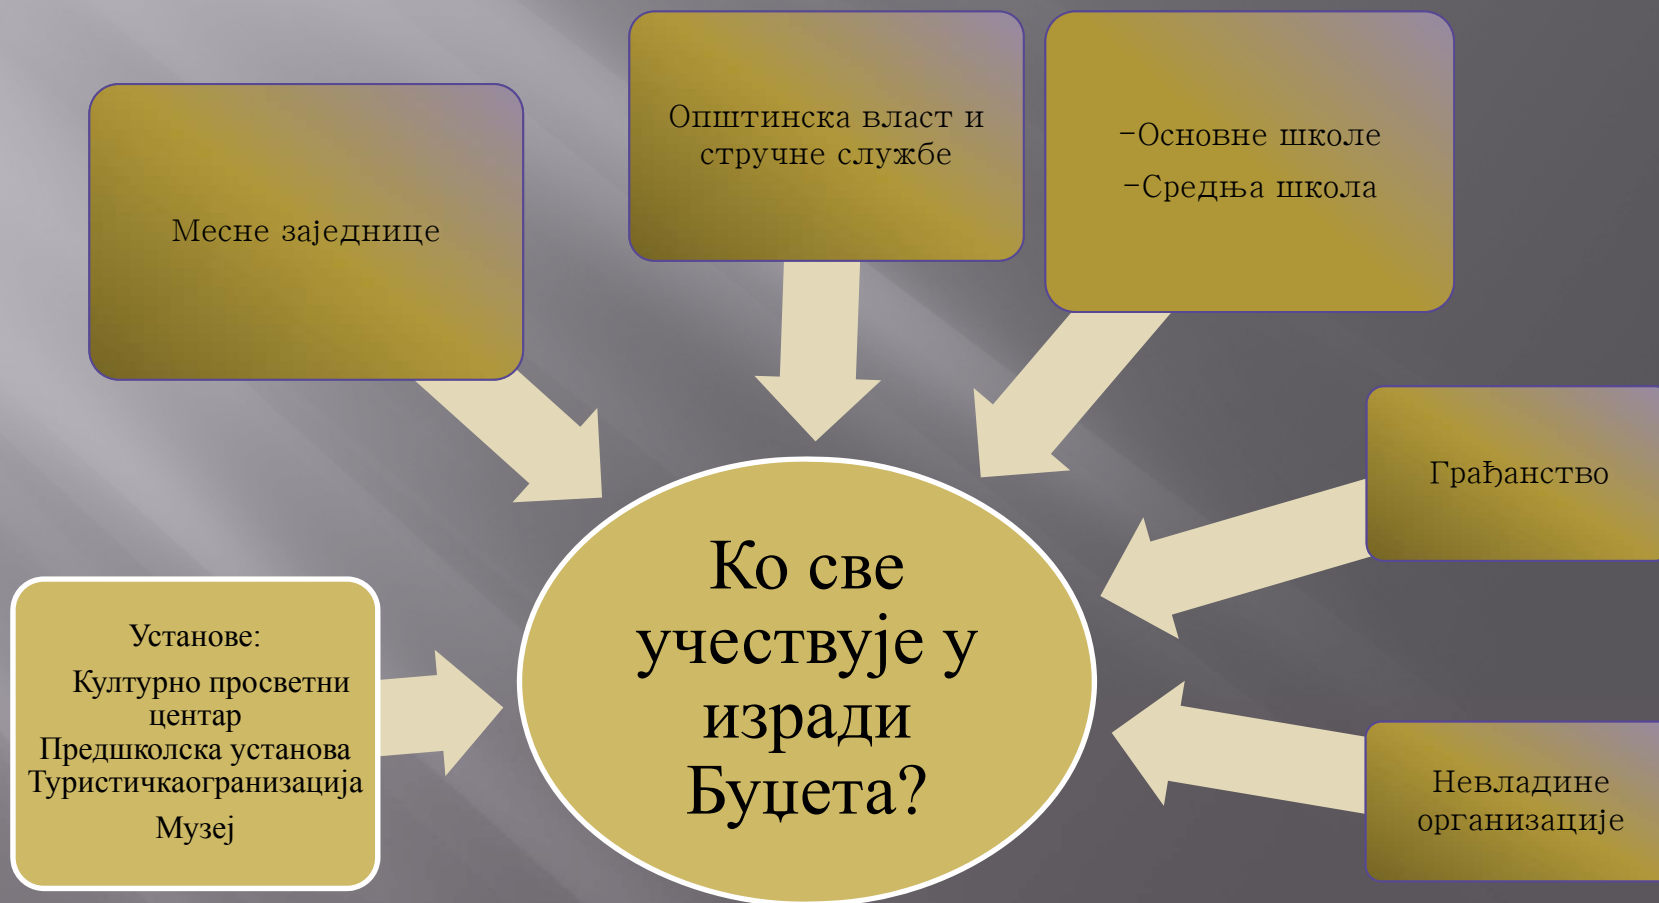 Општинска власт и
стручне службе
-Основне школе
-Средња школа
Месне заједнице
Грађанство
Ко све
учествује у
изради
Буџета?
Установе:
Културно просветни
центар
Предшколска установа
Туристичкаогранизација
Музеј
Невладине
организације